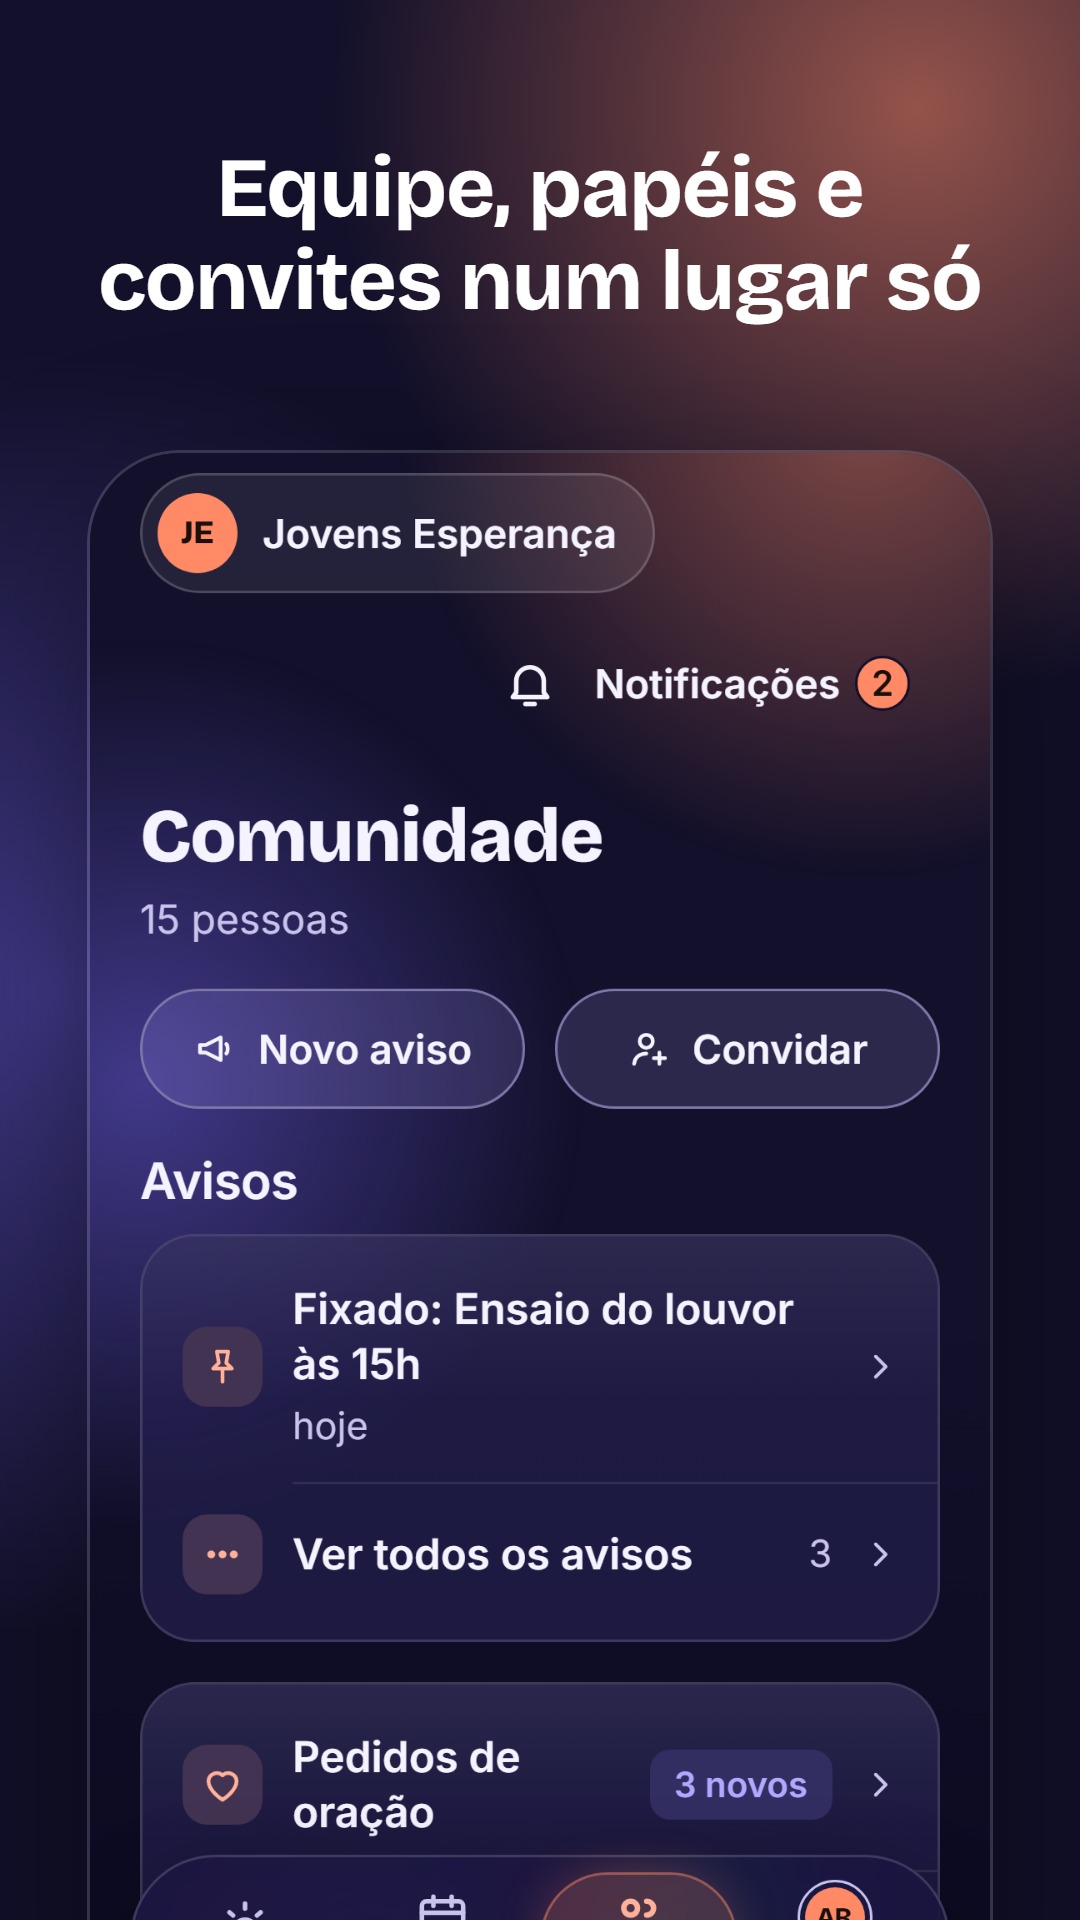 Equipe, papéis e
convites num lugar só
JE
Jovens Esperança
Notificações 2
Comunidade
15 pessoas
Novo aviso
Convidar
Avisos
Fixado: Ensaio do louvor
às 15h
hoje
Ver todos os avisos 3
Pedidos de
oração
3 novos
AB